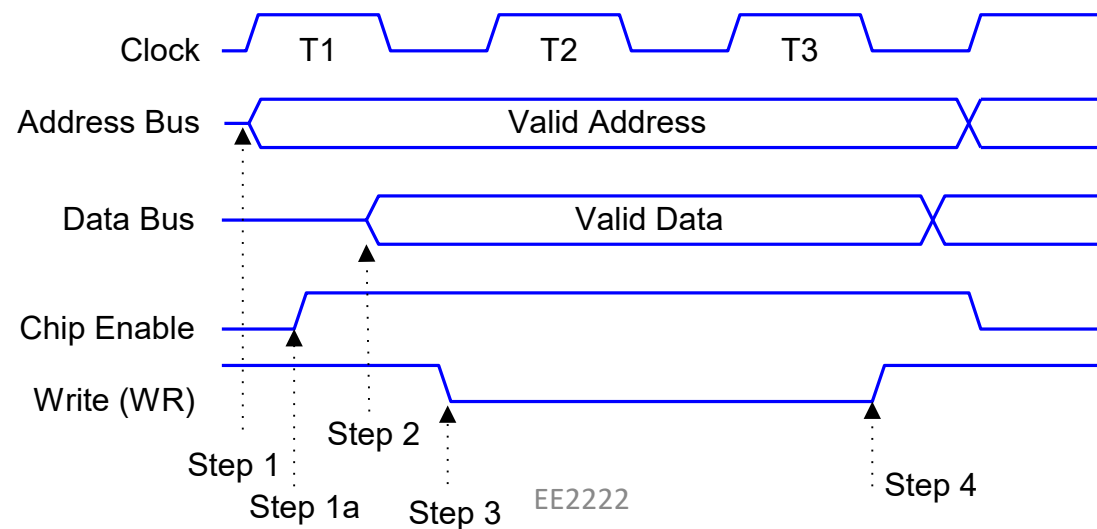 Clock
T1
T2
T3
Address Bus
Valid Address
Data Bus
Valid Data
Chip Enable
Write (WR)
Step 2
Step 1
Step 4
Step 1a
Step 3
EE2222